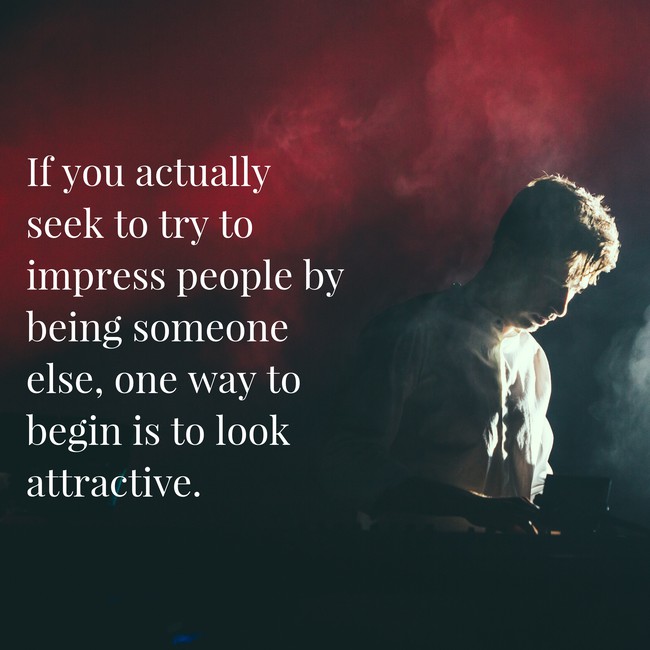 If you actually
seek to try to
impress people by
being someone
else, one way to
begin is to look
attractive.